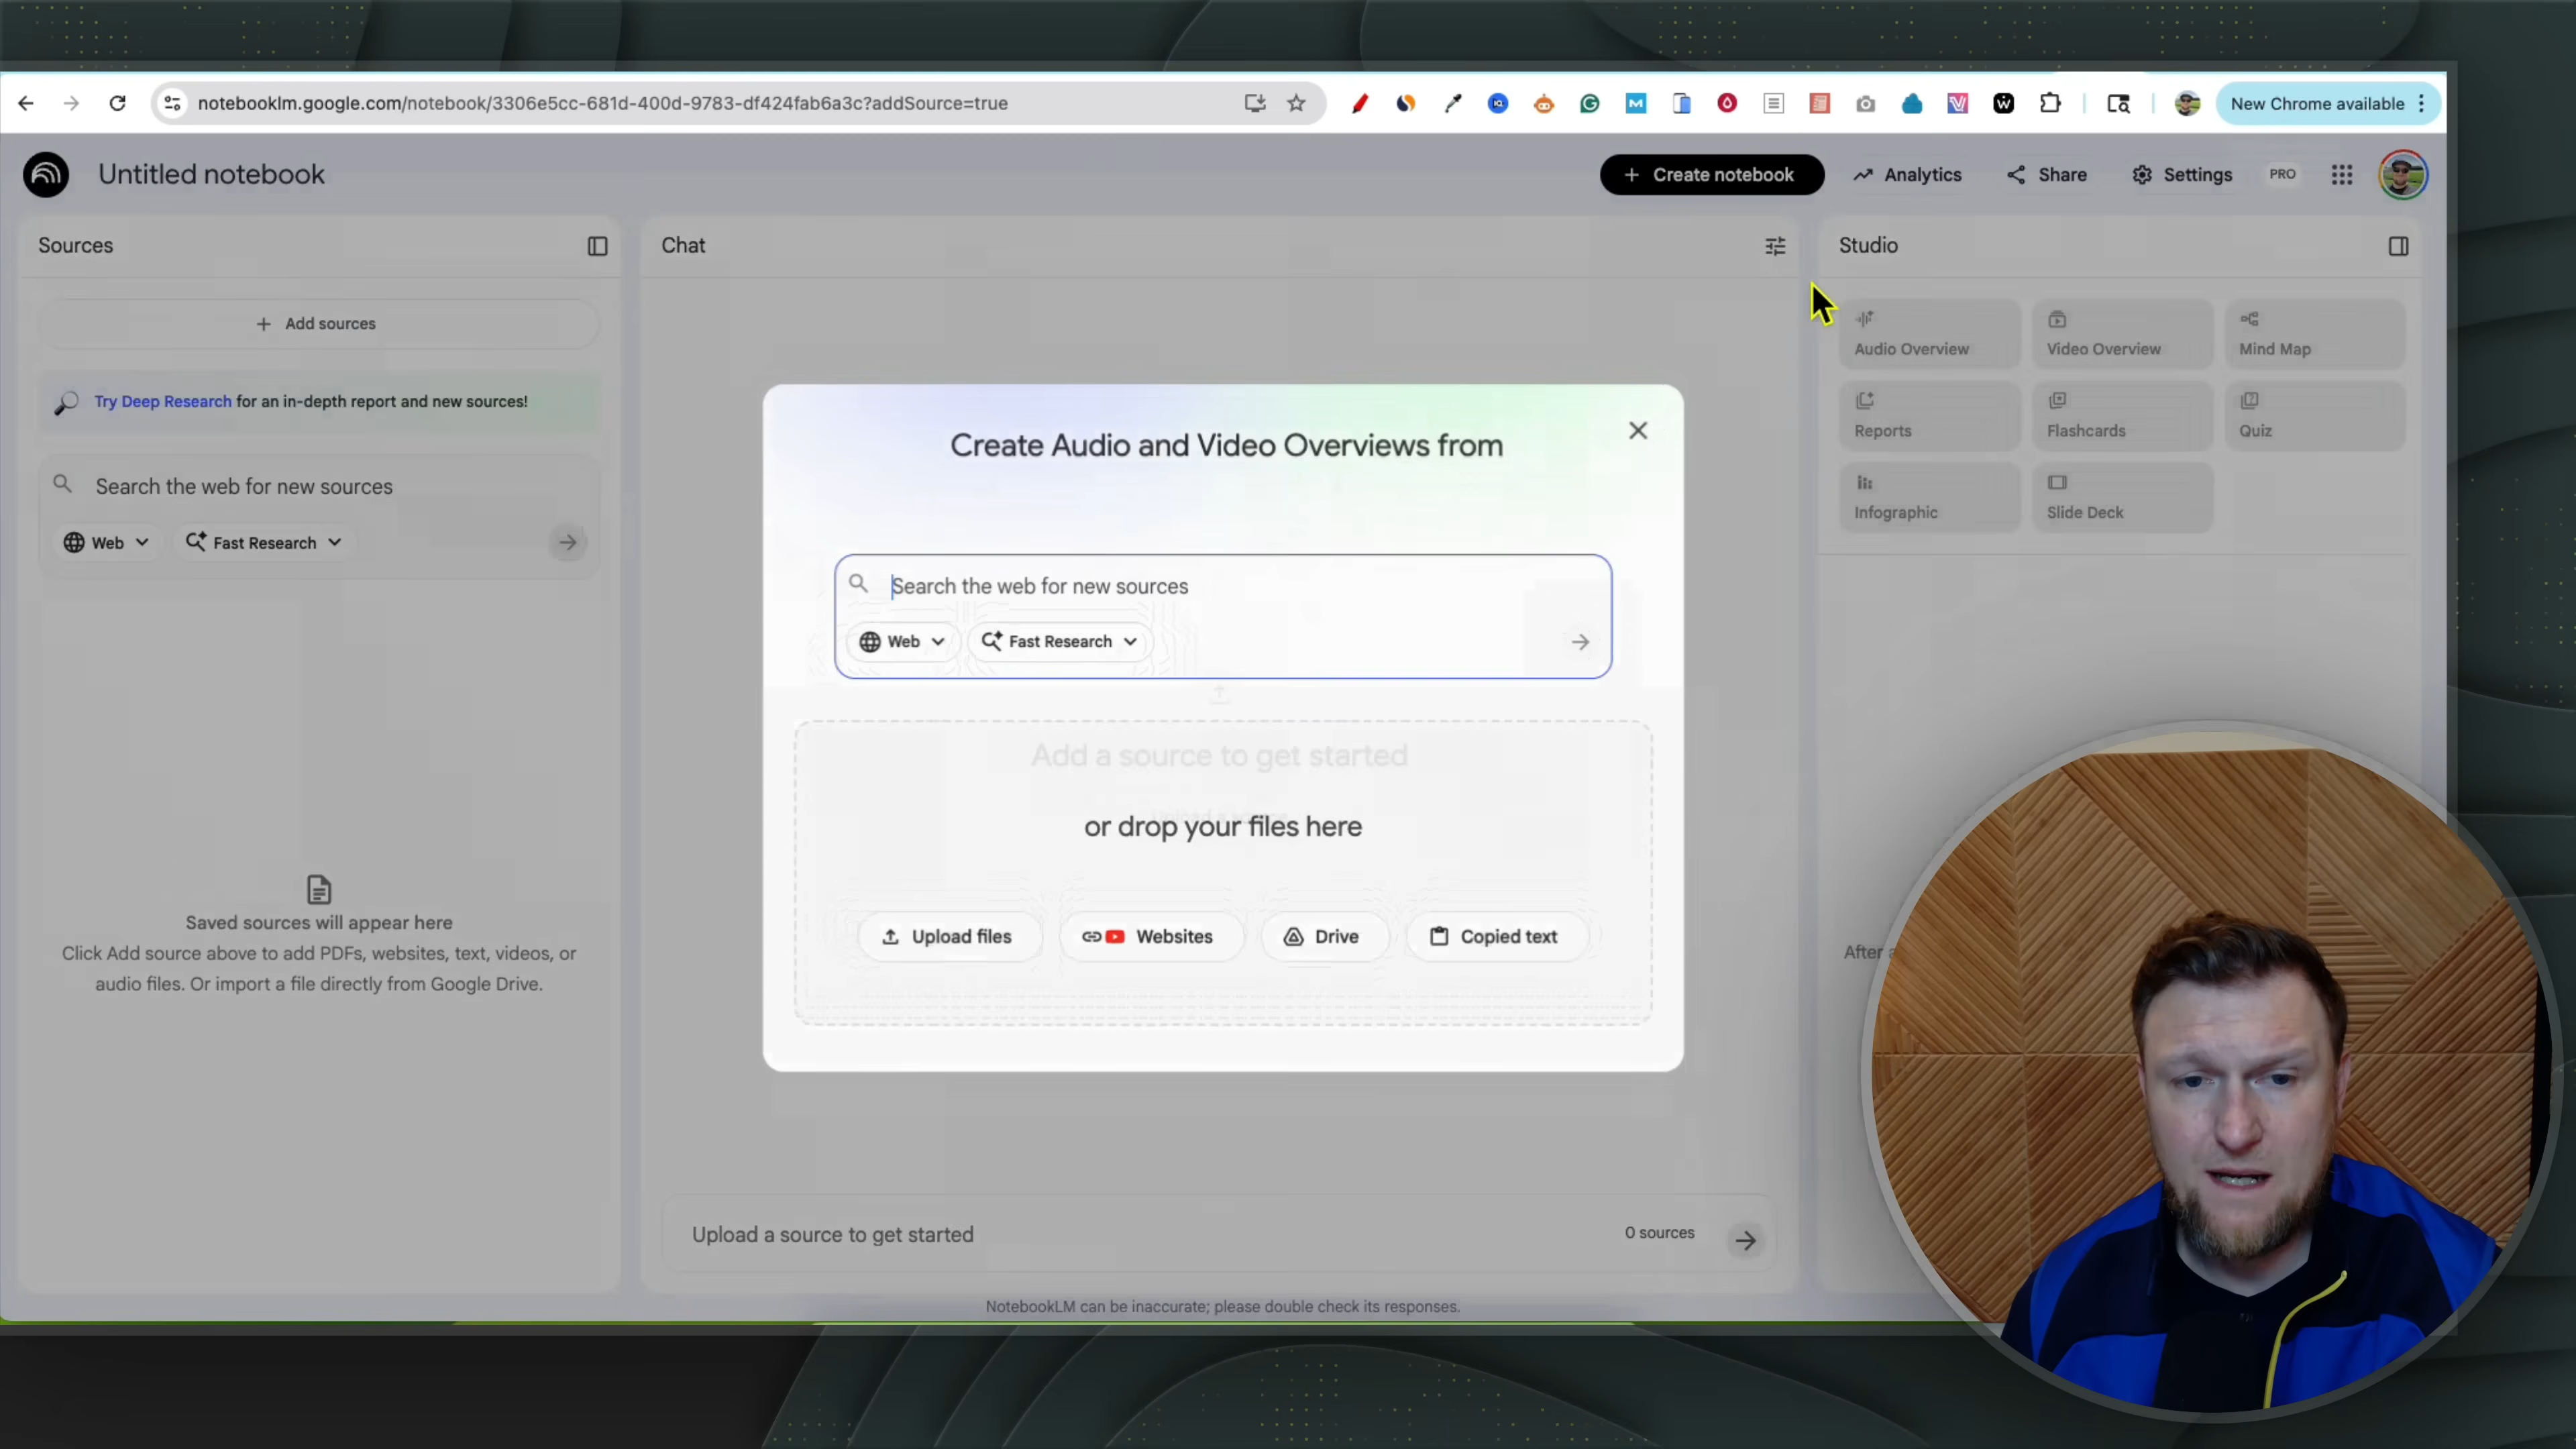 notebooklm.google.com/notebook/3306e5cc-681d-400d-9783-df424fab6a3c?addSource=true
New Chrome available
Untitled notebook
+ Create notebook
Analytics
Share
Settings
PRO
Sources
+ Add sources
Try Deep Research for an in-depth report and new sources!
Search the web for new sources
Web
Fast Research
Saved sources will appear here
Click Add source above to add PDFs, websites, text, videos, or
audio files. Or import a file directly from Google Drive.
Chat
Create Audio and Video Overviews from
Search the web for new sources
Web
Fast Research
Add a source to get started
or drop your files here
Upload files
Websites
Drive
Copied text
Upload a source to get started
0 sources
NotebookLM can be inaccurate; please double check its responses.
Studio
Audio Overview
Video Overview
Mind Map
Reports
Flashcards
Quiz
Infographic
Slide Deck
After